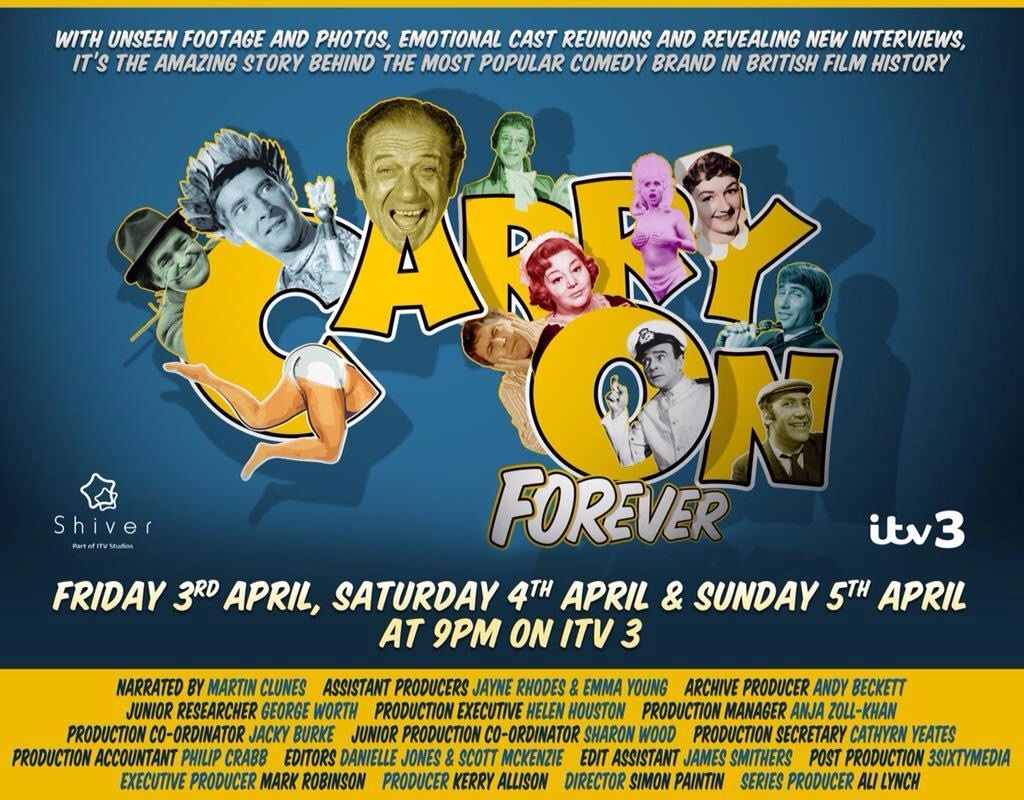 WITH UNSEEN FOOTAGE AND PHOTOS, EMOTIONAL CAST REUNIONS AND REVEALING NEW INTERVIEWS,
IT'S THE AMAZING STORY BEHIND THE MOST POPULAR COMEDY BRAND IN BRITISH FILM HISTORY
CARRY
ON
FOREVER
Shiver
Part of ITV Studios
itv3
FRIDAY 3RD APRIL, SATURDAY 4TH APRIL & SUNDAY 5TH APRIL
AT 9PM ON ITV 3
NARRATED BY MARTIN CLUNES ASSISTANT PRODUCERS JAYNE RHODES & EMMA YOUNG ARCHIVE PRODUCER ANDY BECKETT
JUNIOR RESEARCHER GEORGE WORTH PRODUCTION EXECUTIVE HELEN HOUSTON PRODUCTION MANAGER ANJA ZOLL-KHAN
PRODUCTION CO-ORDINATOR JACKY BURKE JUNIOR PRODUCTION CO-ORDINATOR SHARON WOOD PRODUCTION SECRETARY CATHYRN YEATES
PRODUCTION ACCOUNTANT PHILIP CRABB EDITORS DANIELLE JONES & SCOTT MCKENZIE EDIT ASSISTANT JAMES SMITHERS POST PRODUCTION 3SIXTYMEDIA
EXECUTIVE PRODUCER MARK ROBINSON PRODUCER KERRY ALLISON DIRECTOR SIMON PAINTIN SERIES PRODUCER ALI LYNCH